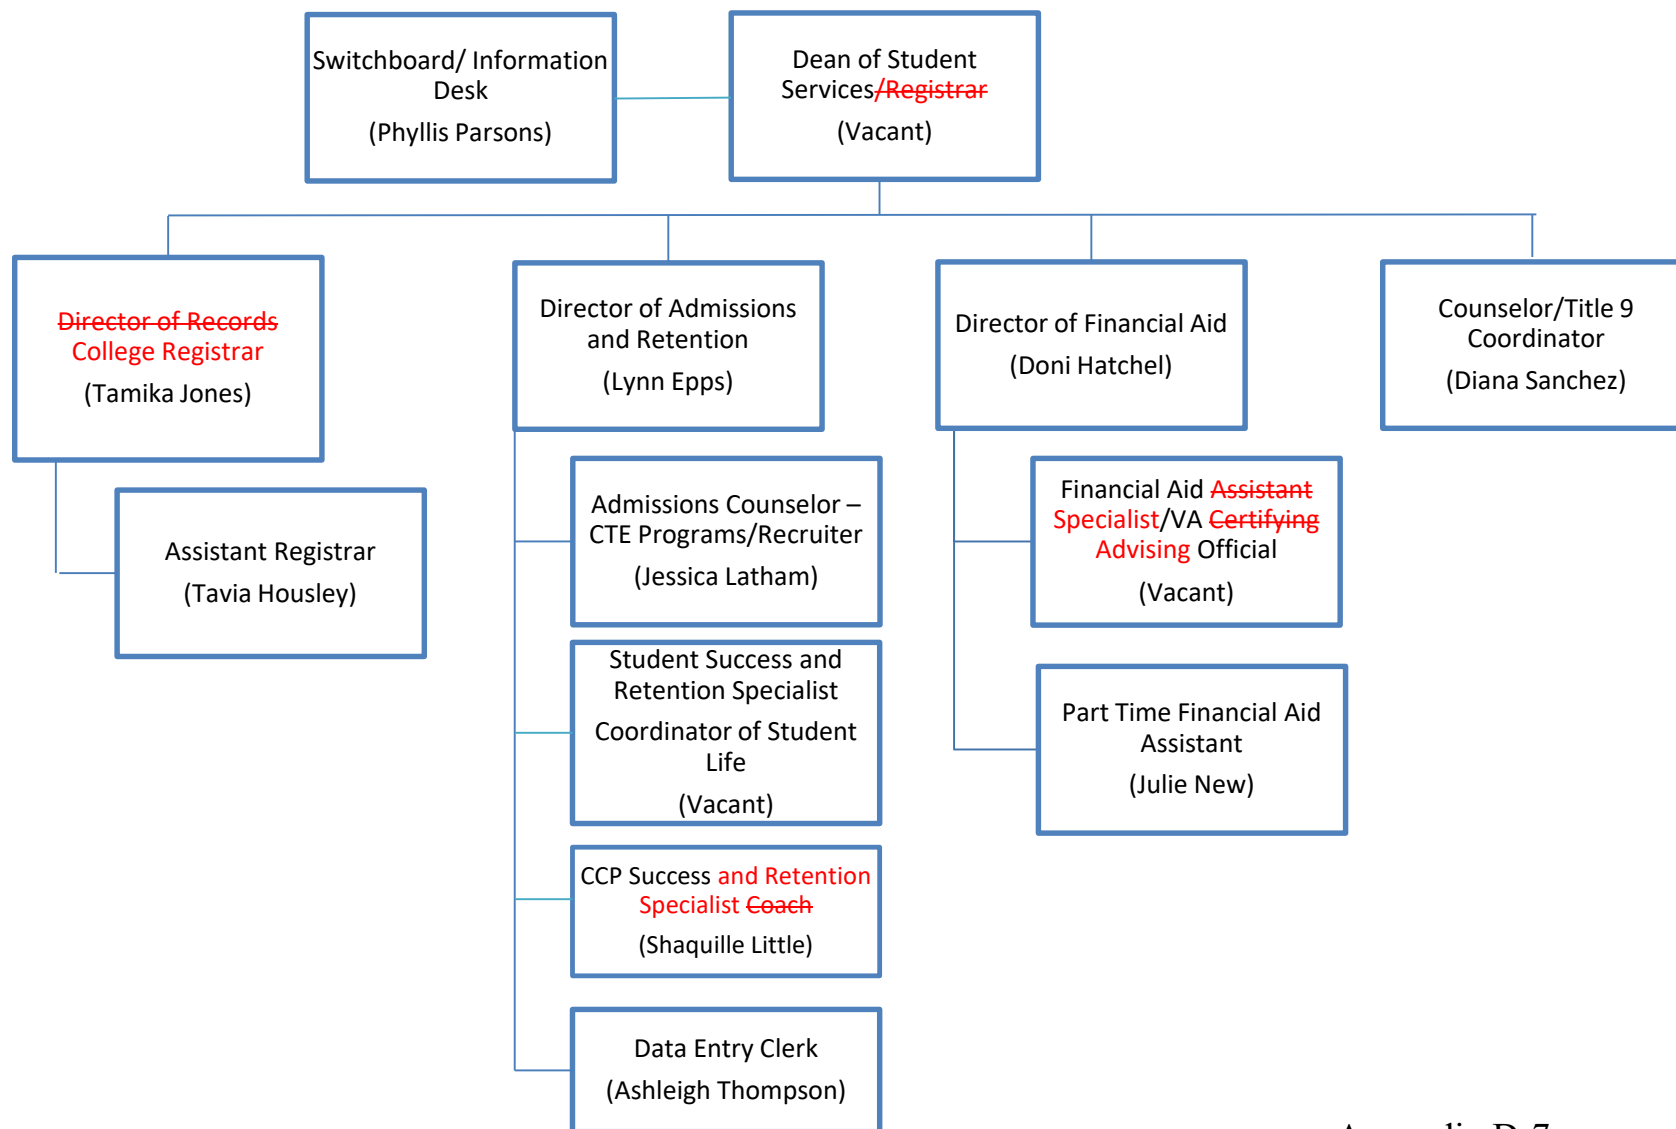 Switchboard/ Information
Desk
(Phyllis Parsons)
Dean of Student
Services/Registrar
(Vacant)
Director of Records
College Registrar
(Tamika Jones)
Director of Admissions
and Retention
(Lynn Epps)
Director of Financial Aid
(Doni Hatchel)
Counselor/Title 9
Coordinator
(Diana Sanchez)
Assistant Registrar
(Tavia Housley)
Admissions Counselor –
CTE Programs/Recruiter
(Jessica Latham)
Student Success and
Retention Specialist
Coordinator of Student
Life
(Vacant)
CCP Success and Retention
Specialist Coach
(Shaquille Little)
Data Entry Clerk
(Ashleigh Thompson)
Financial Aid Assistant
Specialist/VA Certifying
Advising Official
(Vacant)
Part Time Financial Aid
Assistant
(Julie New)